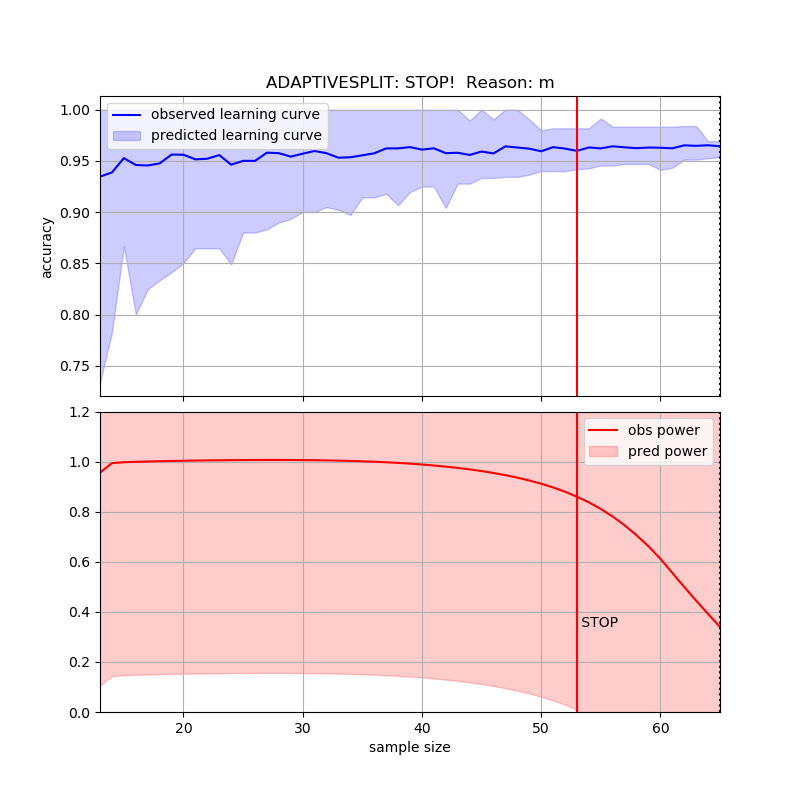 ADAPTIVESPLIT: STOP!  Reason: m
observed learning curve
predicted learning curve
1.00
0.95
0.90
0.85
0.80
0.75
accuracy
obs power
pred power
1.2
1.0
0.8
0.6
0.4
0.2
0.0
STOP
20 30 40 50 60
sample size